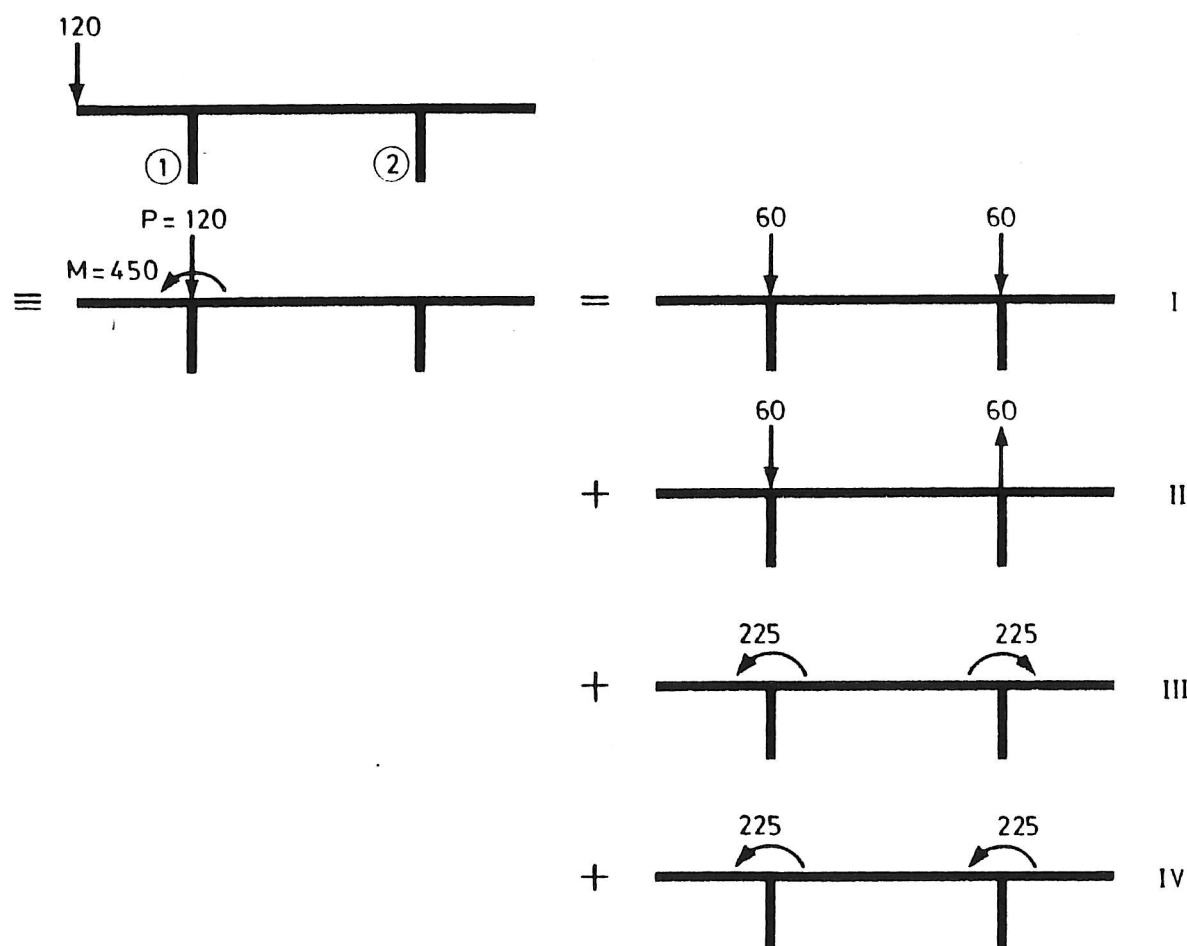 120
① ②
P = 120
M = 450
≡ =
60 60
I
60 60
+ II
225 225
+ III
225 225
+ IV